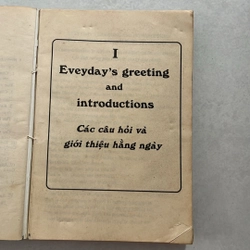 I
Eveyday's greeting
and
introductions
Các câu hỏi và
giới thiệu hằng ngày